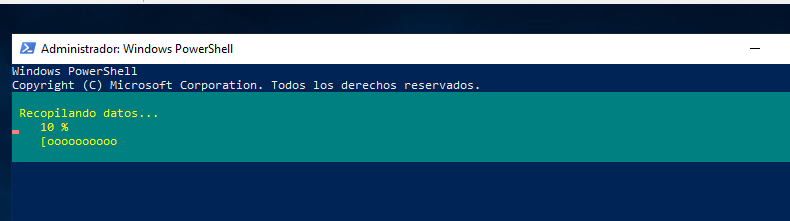 Administrador: Windows PowerShell
Windows PowerShell
Copyright (C) Microsoft Corporation. Todos los derechos reservados.
Recopilando datos...
10 %
[oooooooooo